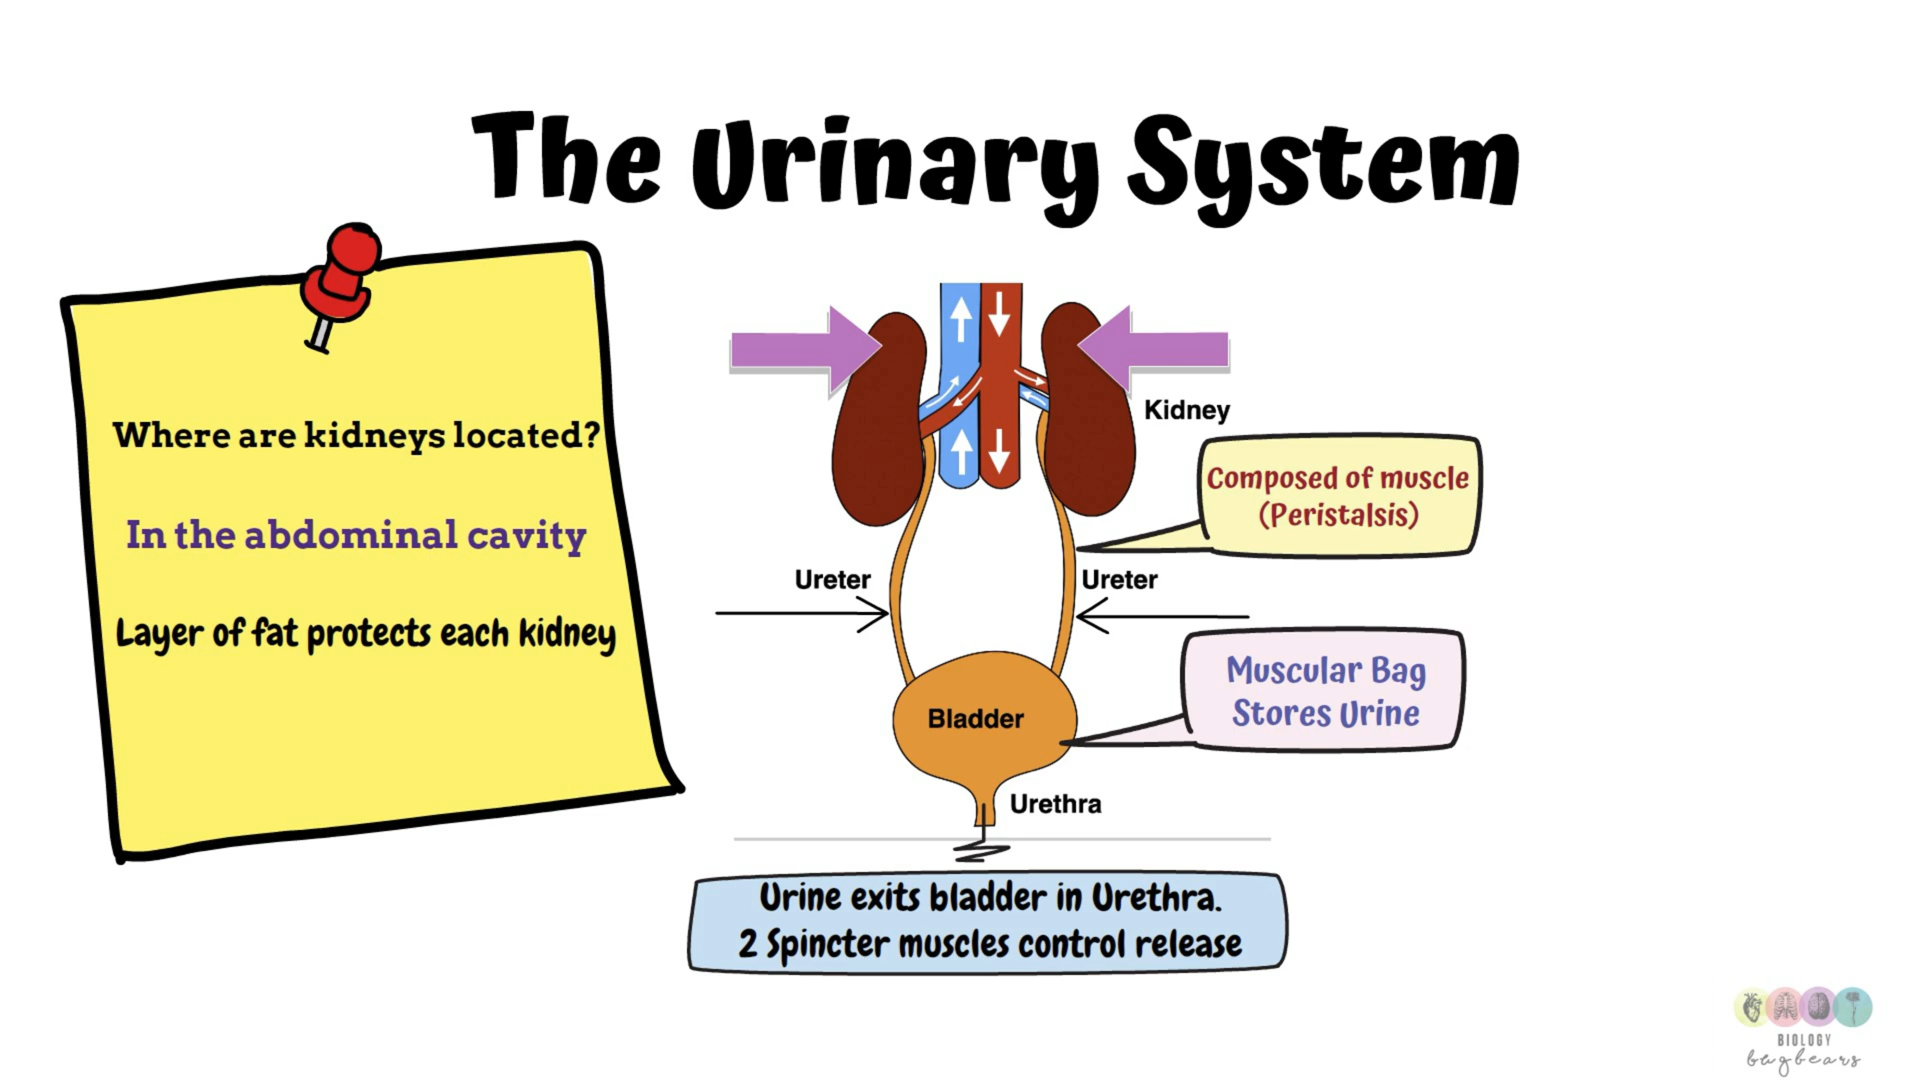 The Urinary System
Where are kidneys located?
In the abdominal cavity
Layer of fat protects each kidney
Kidney
Composed of muscle
(Peristalsis)
Ureter
Ureter
Muscular Bag
Stores Urine
Bladder
Urethra
Urine exits bladder in Urethra.
2 Spincter muscles control release
BIOLOGY
bugbears